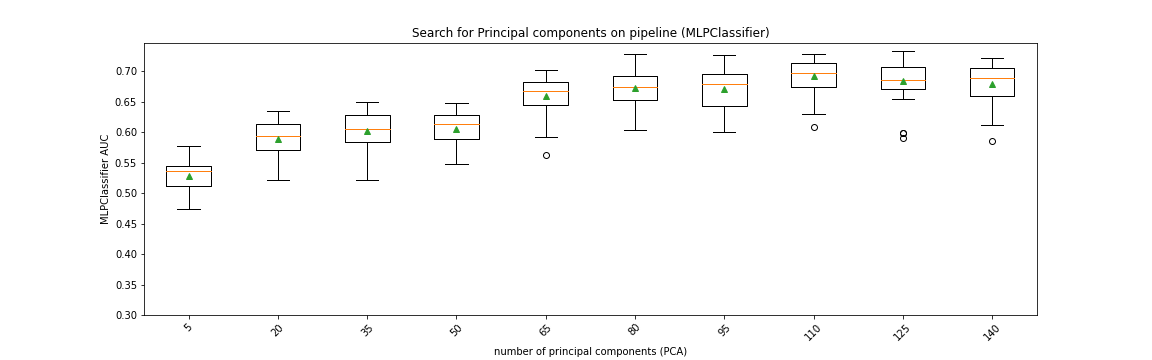 Search for Principal components on pipeline (MLPClassifier)
MLPClassifier AUC
0.70
0.65
0.60
0.55
0.50
0.45
0.40
0.35
0.30
5 20 35 50 65 80 95 110 125 140
number of principal components (PCA)